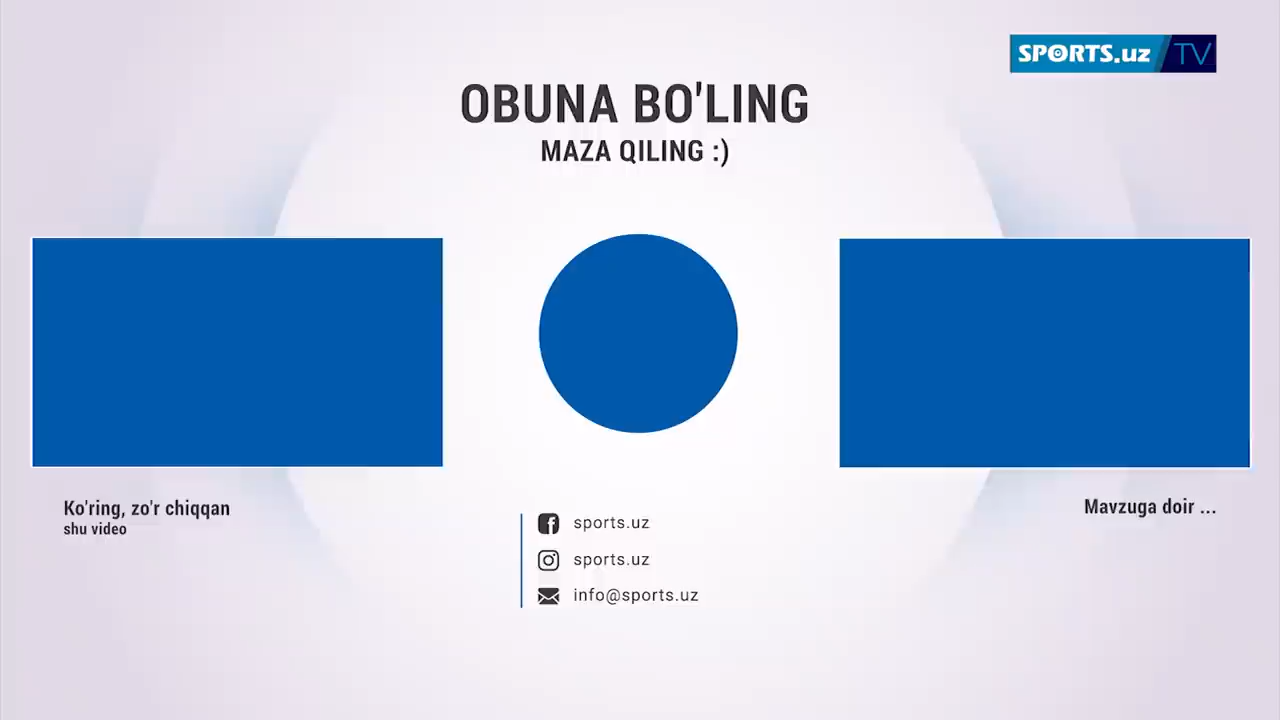 SPORTS.uz TV
OBUNA BO'LING
MAZA QILING :)
Ko'ring, zo'r chiqqan
shu video
Mavzuga doir ...
sports.uz
sports.uz
info@sports.uz